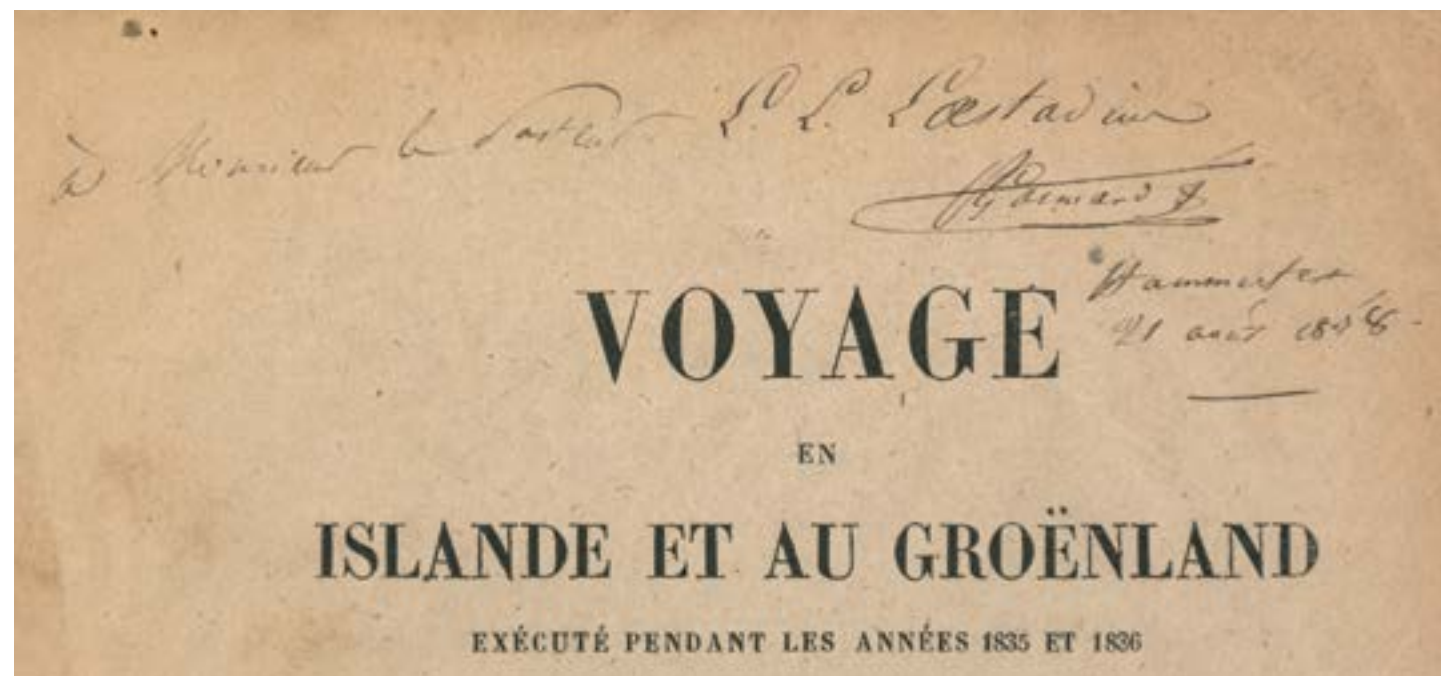 à Monsieur le Pasteur L. L. Læstadius
Gaimard
Hammerfest
21 août 1838
VOYAGE
EN
ISLANDE ET AU GROËNLAND
EXÉCUTÉ PENDANT LES ANNÉES 1835 ET 1836